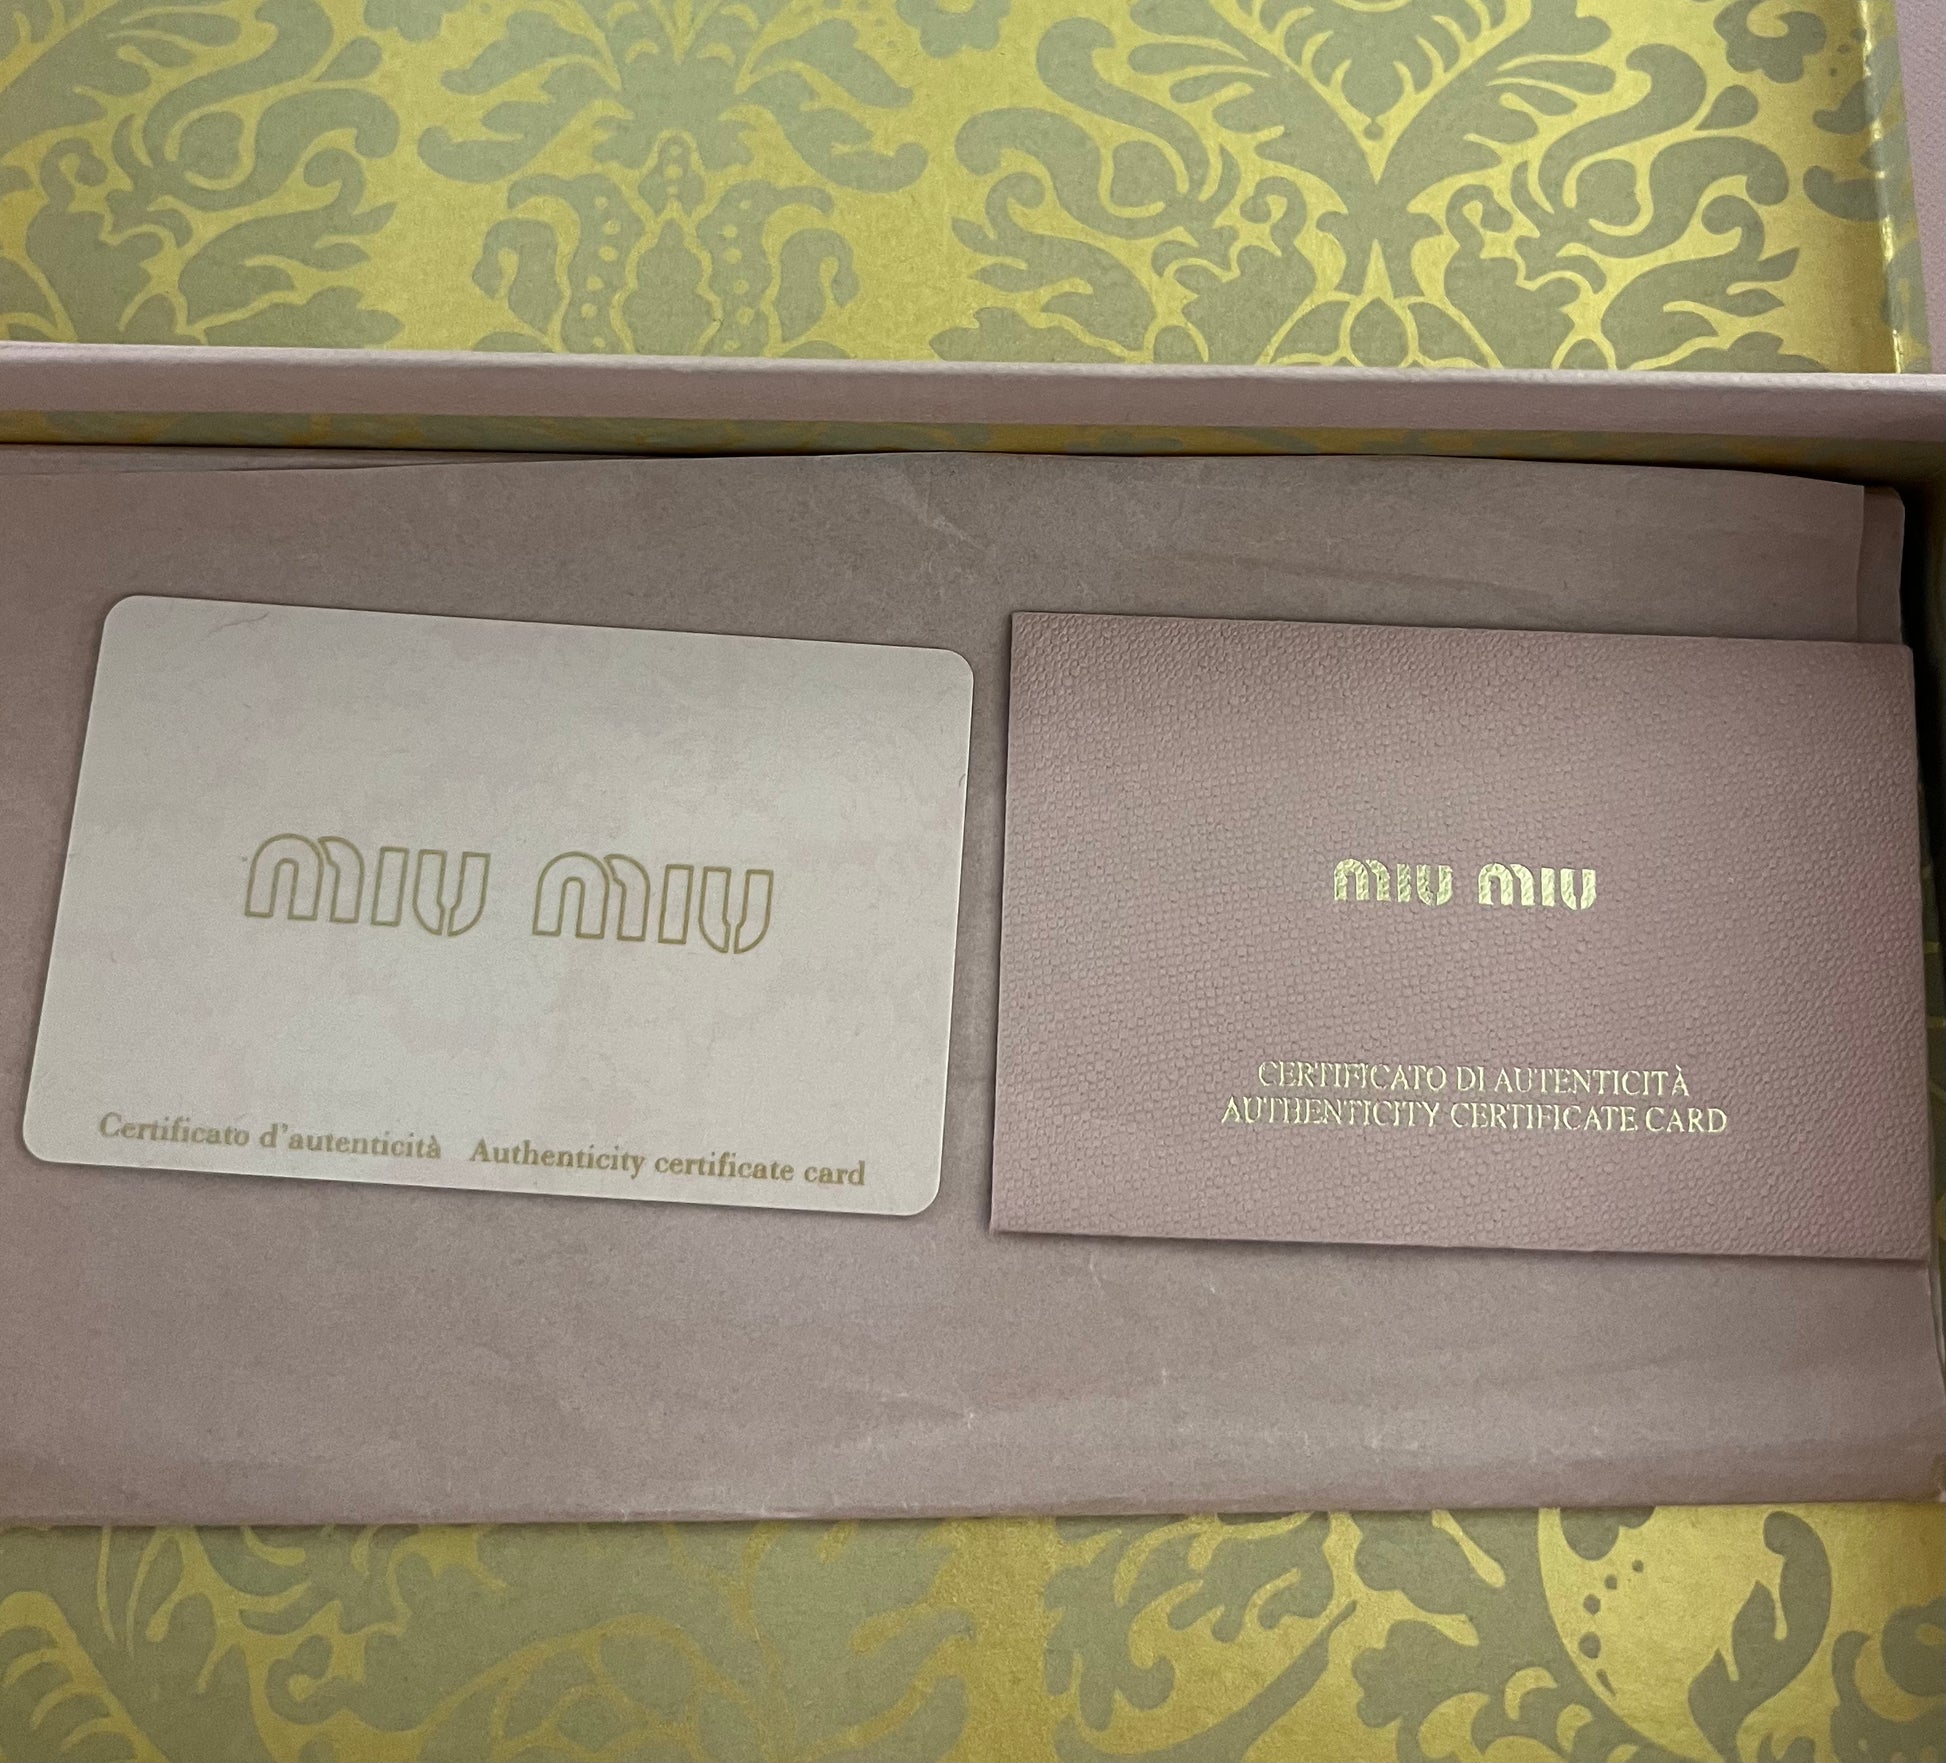 miu miu
Certificato d'autenticità Authenticity certificate card
miu miu
CERTIFICATO DI AUTENTICITÀ
AUTHENTICITY CERTIFICATE CARD